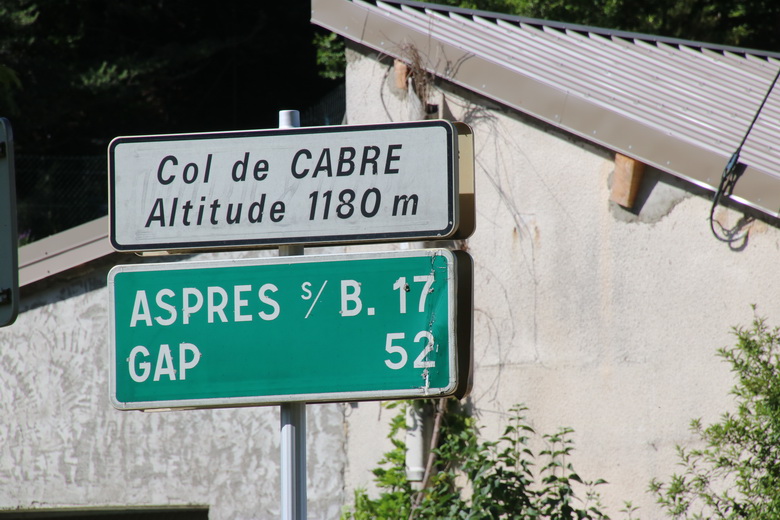 Col de CABRE
Altitude 1180 m
ASPRES s/ B. 17
GAP 52